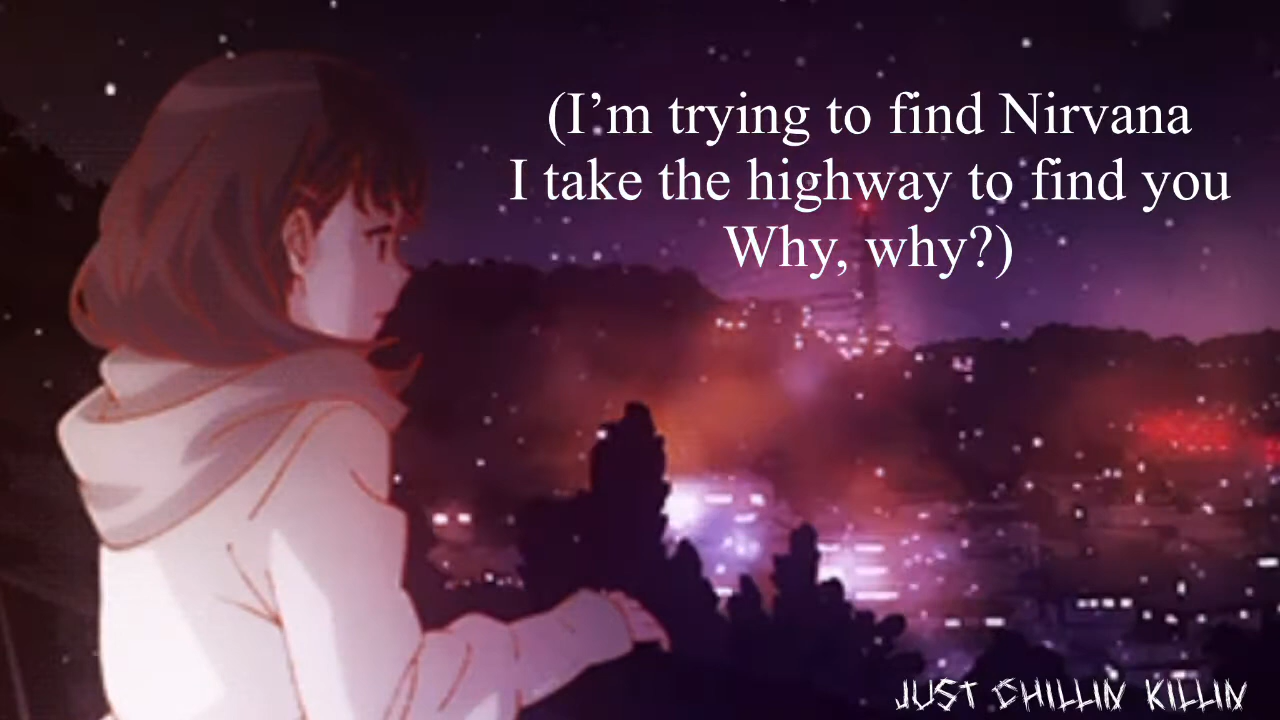 (I’m trying to find Nirvana
I take the highway to find you
Why, why?)
JUST CHILLIN KILLIN